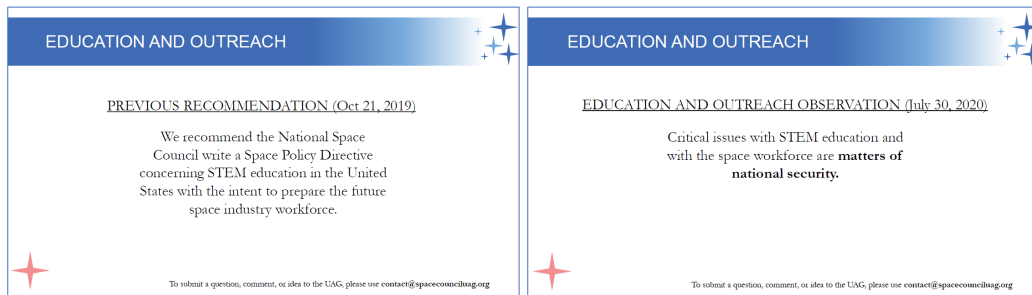 EDUCATION AND OUTREACH
PREVIOUS RECOMMENDATION (Oct 21, 2019)
We recommend the National Space
Council write a Space Policy Directive
concerning STEM education in the United
States with the intent to prepare the future
space industry workforce.
To submit a question, comment, or idea to the UAG, please use contact@spacecounciluag.org
EDUCATION AND OUTREACH
EDUCATION AND OUTREACH OBSERVATION (July 30, 2020)
Critical issues with STEM education and
with the space workforce are matters of
national security.
To submit a question, comment, or idea to the UAG, please use contact@spacecounciluag.org